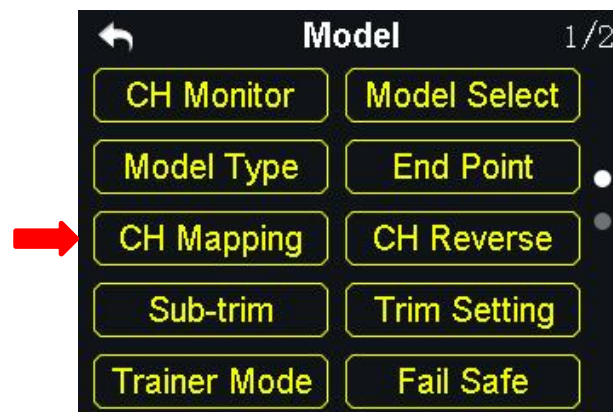 Model 1/2
CH Monitor Model Select
Model Type End Point
CH Mapping CH Reverse
Sub-trim Trim Setting
Trainer Mode Fail Safe